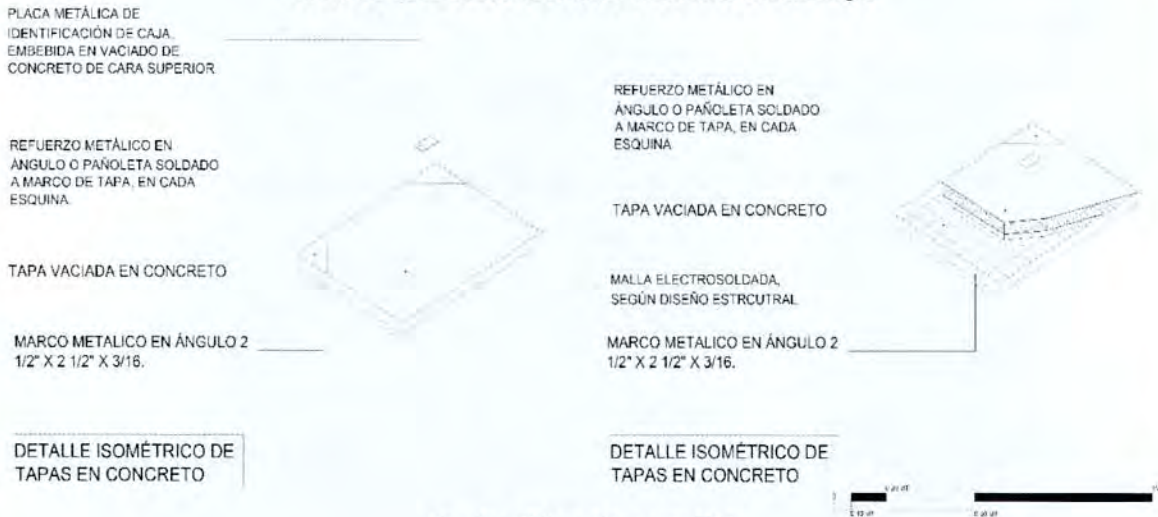 PLACA METÁLICA DE
IDENTIFICACIÓN DE CAJA,
EMBEBIDA EN VACIADO DE
CONCRETO DE CARA SUPERIOR
REFUERZO METÁLICO EN
ÁNGULO O PAÑOLETA SOLDADO
A MARCO DE TAPA, EN CADA
ESQUINA.
TAPA VACIADA EN CONCRETO
MARCO METALICO EN ÁNGULO 2
1/2" X 2 1/2" X 3/16.
DETALLE ISOMÉTRICO DE
TAPAS EN CONCRETO
REFUERZO METÁLICO EN
ÁNGULO O PAÑOLETA SOLDADO
A MARCO DE TAPA, EN CADA
ESQUINA.
TAPA VACIADA EN CONCRETO
MALLA ELECTROSOLDADA,
SEGÚN DISEÑO ESTRCUTRAL
MARCO METALICO EN ÁNGULO 2
1/2" X 2 1/2" X 3/16.
DETALLE ISOMÉTRICO DE
TAPAS EN CONCRETO